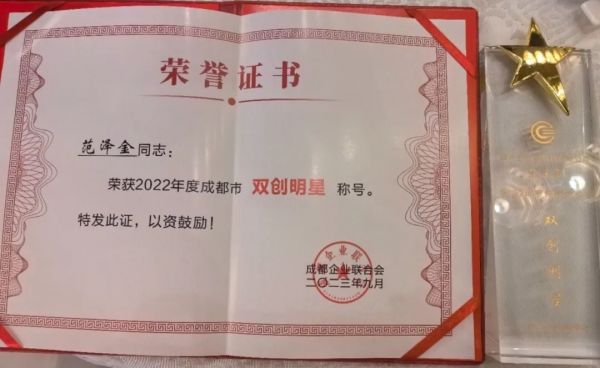 荣誉证书
范泽金同志：
荣获2022年度成都市 双创明星 称号。
特发此证，以资鼓励！
成都企业联合会
二〇二三年九月
双创明星